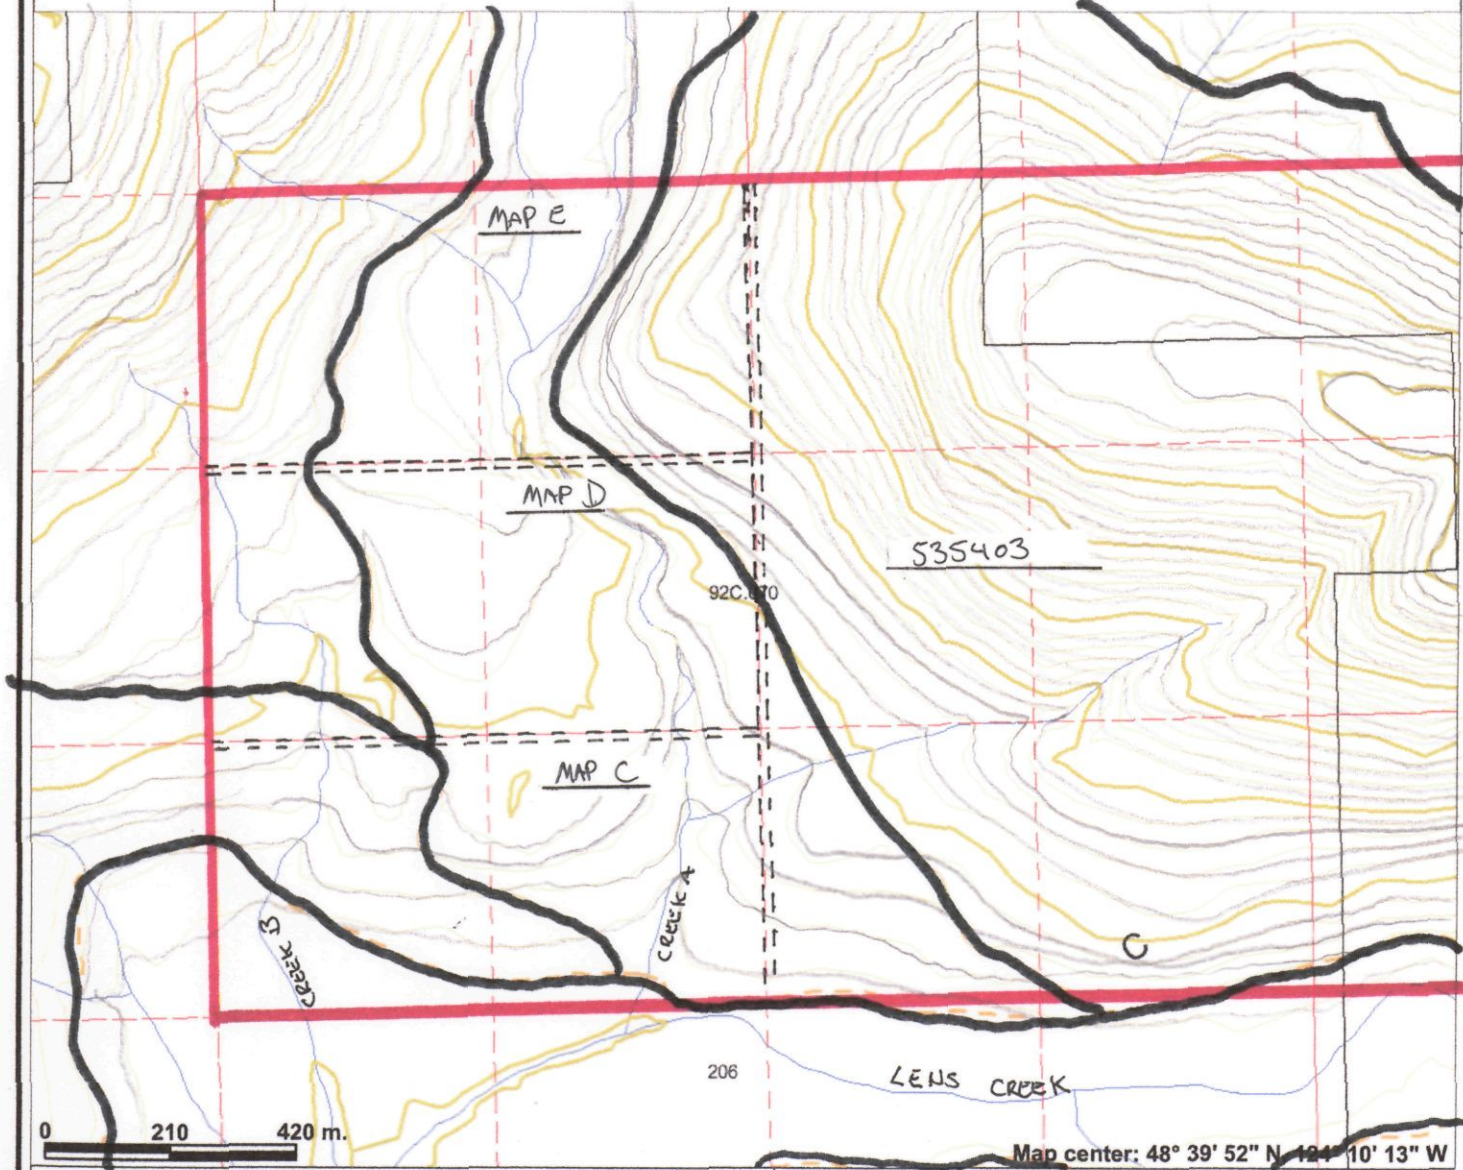 MAP E
MAP D
535403
92C.070
MAP C
CREEK A
CREEK B
C
206
LENS CREEK
0 210 420 m.
Map center: 48° 39' 52" N, 124° 10' 13" W